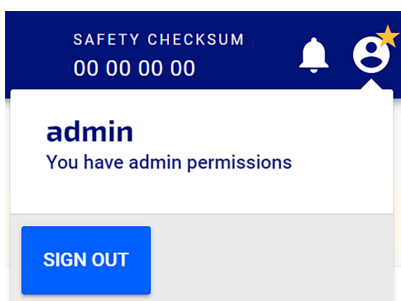 SAFETY CHECKSUM
00 00 00 00
admin
You have admin permissions
SIGN OUT